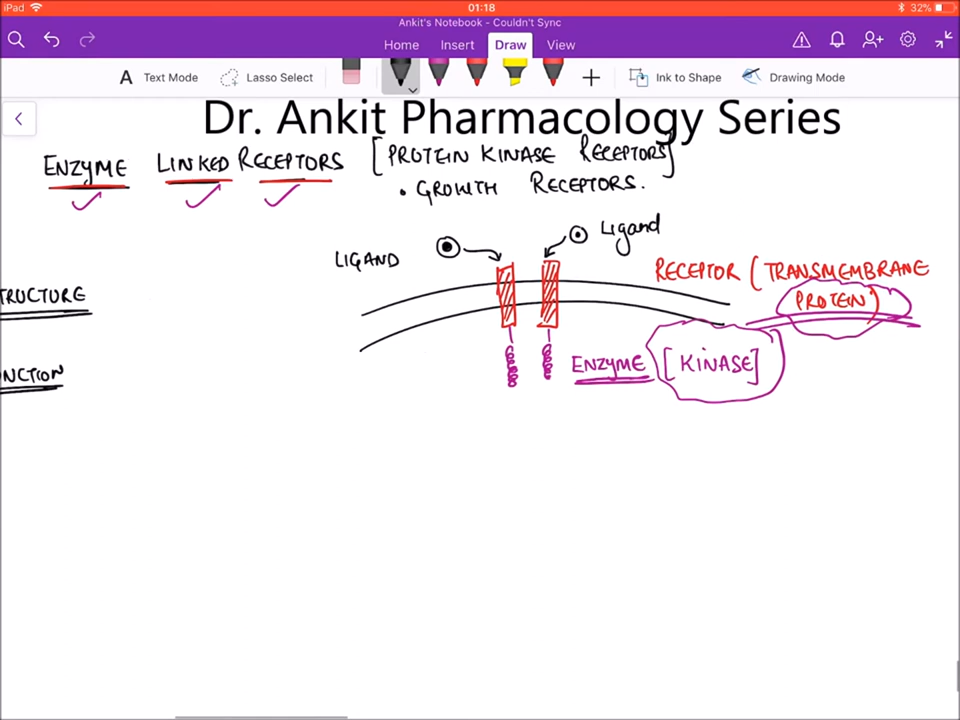 iPad 01:18 32%
Ankit's Notebook - Couldn't Sync
Home Insert Draw View
Text Mode Lasso Select Ink to Shape Drawing Mode
Dr. Ankit Pharmacology Series
ENZYME LINKED RECEPTORS [PROTEIN KINASE RECEPTORS]
• GROWTH RECEPTORS.
LIGAND Ligand
RECEPTOR (TRANSMEMBRANE
PROTEIN)
TRUCTURE
ENZYME [KINASE]
NCTION